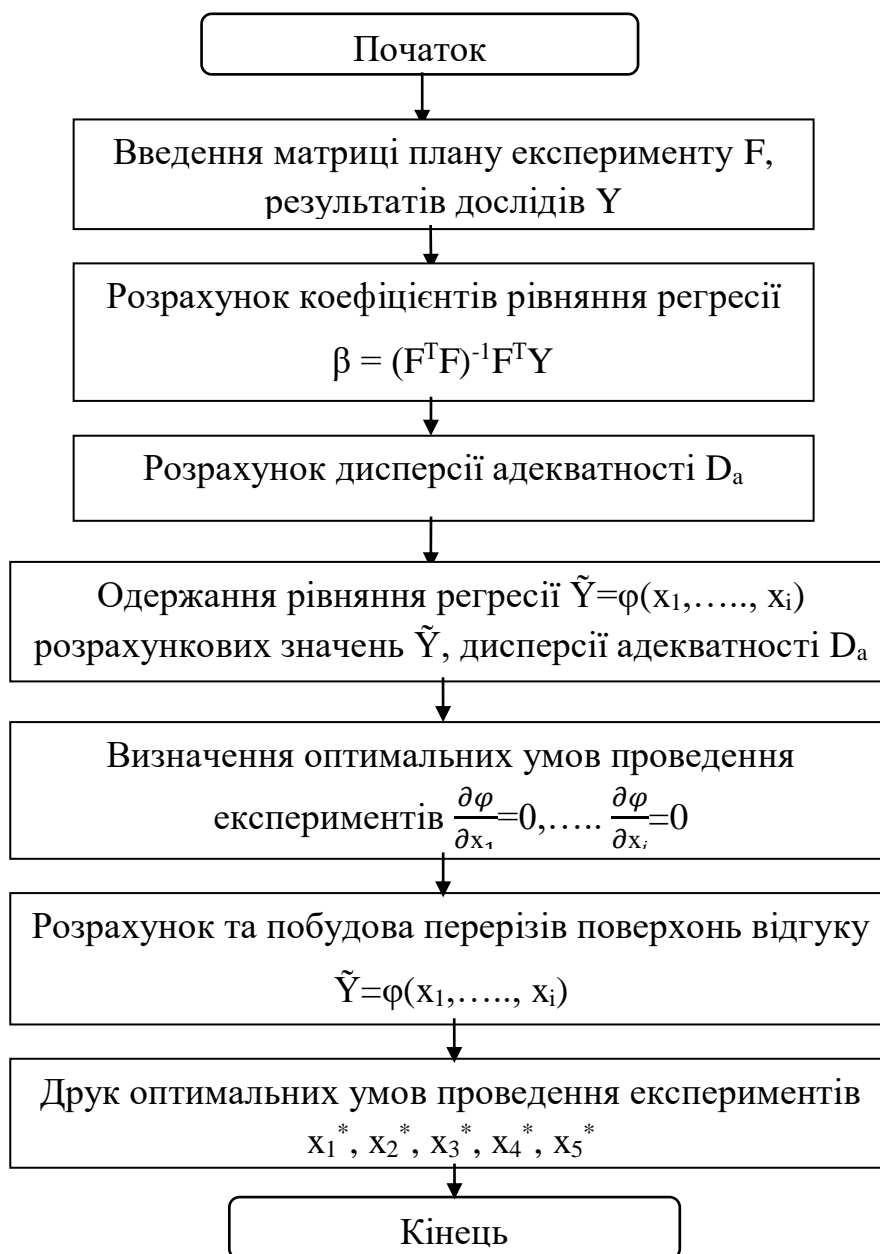 Початок
Введення матриці плану експерименту F,
результатів дослідів Y
Розрахунок коефіцієнтів рівняння регресії
β = (FᵀF)⁻¹FᵀY
Розрахунок дисперсії адекватності Dₐ
Одержання рівняння регресії Ỹ=φ(x₁,….., xᵢ)
розрахункових значень Ỹ, дисперсії адекватності Dₐ
Визначення оптимальних умов проведення
експериментів ∂φ/∂x₁=0,….. ∂φ/∂xᵢ=0
Розрахунок та побудова перерізів поверхонь відгуку
Ỹ=φ(x₁,….., xᵢ)
Друк оптимальних умов проведення експериментів
x₁*, x₂*, x₃*, x₄*, x₅*
Кінець